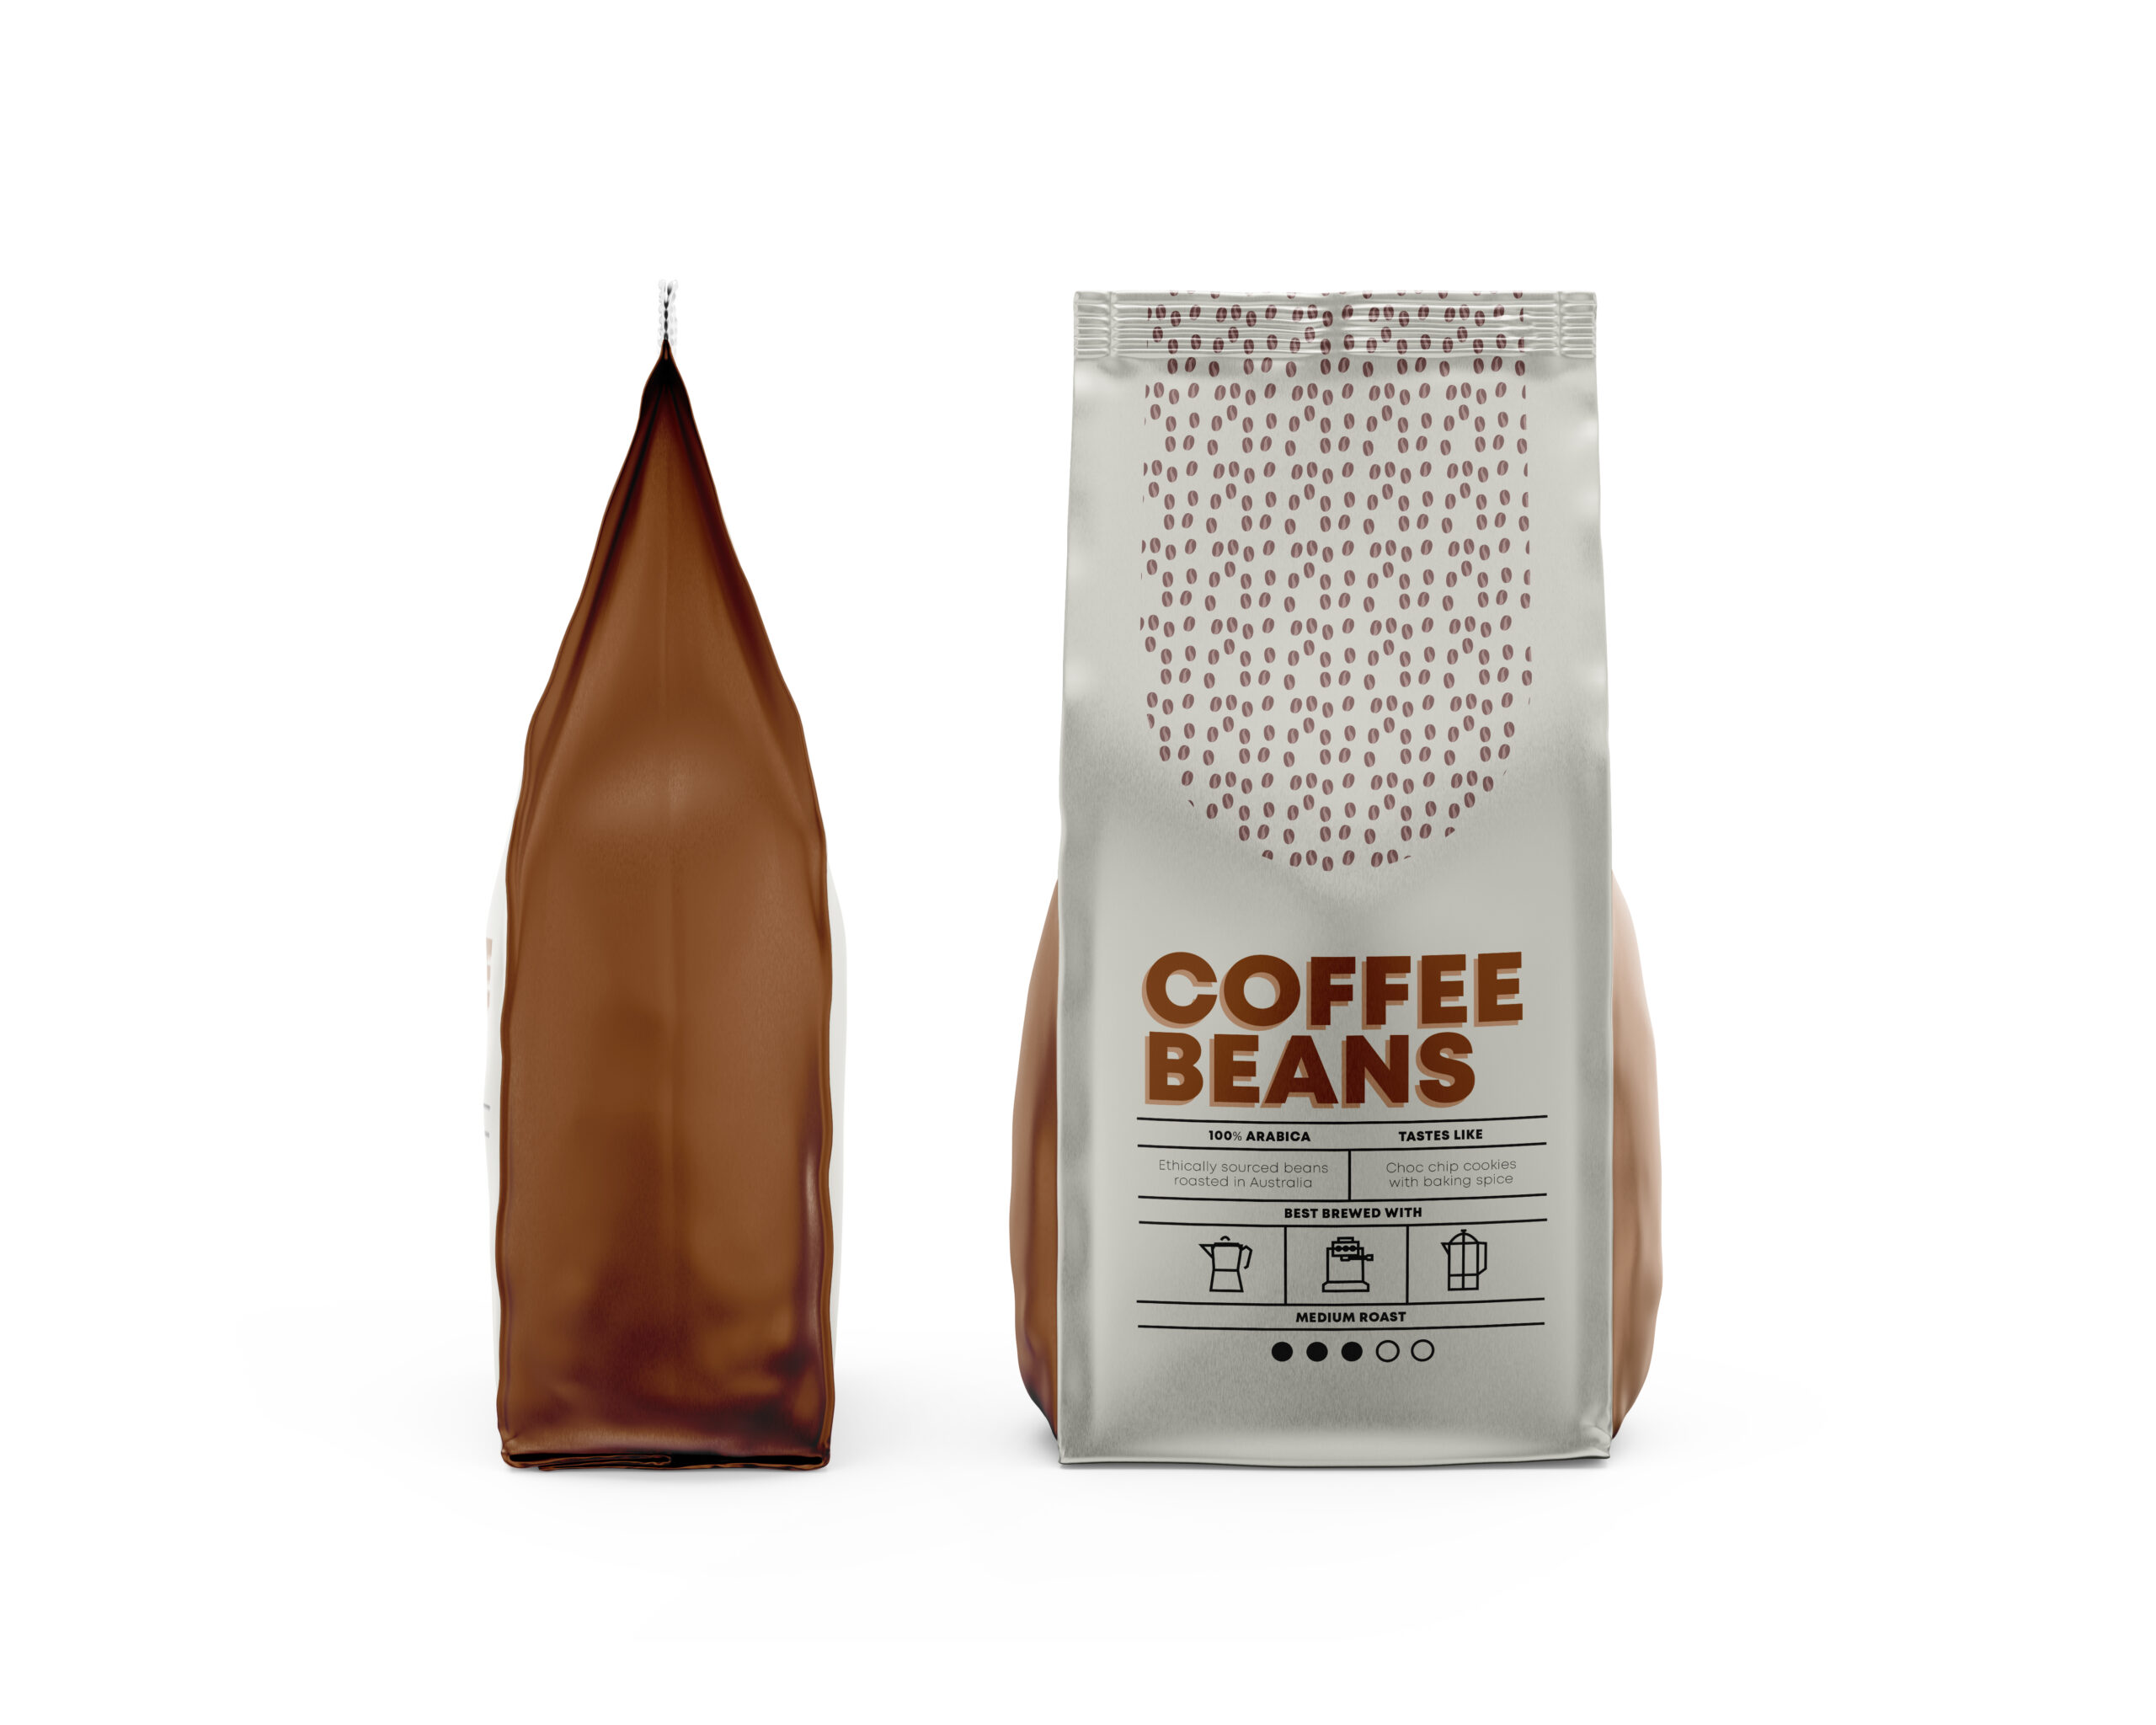 COFFEE
BEANS
100% ARABICA
TASTES LIKE
Ethically sourced beans
roasted in Australia
Choc chip cookies
with baking spice
BEST BREWED WITH
MEDIUM ROAST